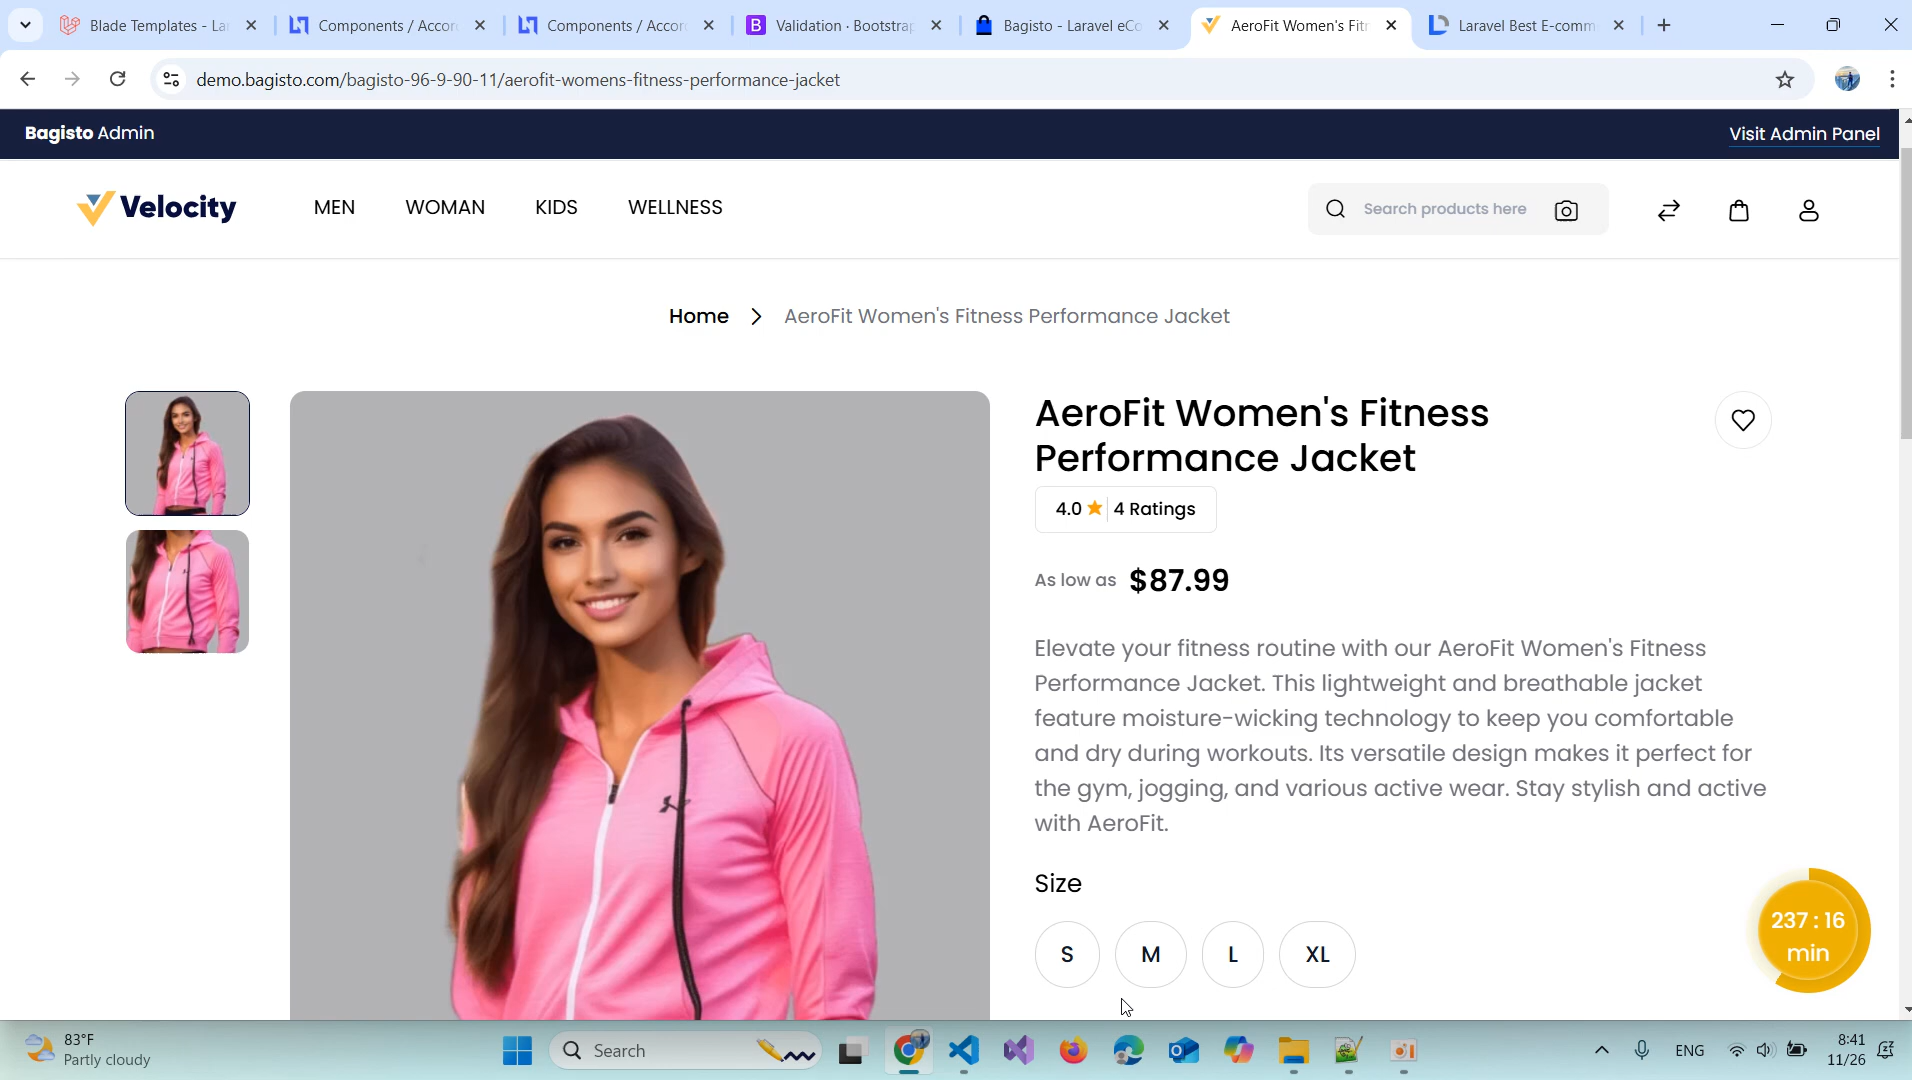 Blade Templates - La
Components / Accor
Components / Accor
Validation · Bootstrap
Bagisto - Laravel eCo
AeroFit Women's Fitn
Laravel Best E-comm
demo.bagisto.com/bagisto-96-9-90-11/aerofit-womens-fitness-performance-jacket
Bagisto Admin
Visit Admin Panel
Velocity
MEN
WOMAN
KIDS
WELLNESS
Search products here
Home
AeroFit Women's Fitness Performance Jacket
AeroFit Women's Fitness
Performance Jacket
4.0
4 Ratings
As low as $87.99
Elevate your fitness routine with our AeroFit Women's Fitness
Performance Jacket. This lightweight and breathable jacket
feature moisture-wicking technology to keep you comfortable
and dry during workouts. Its versatile design makes it perfect for
the gym, jogging, and various active wear. Stay stylish and active
with AeroFit.
Size
S
M
L
XL
237 : 16
min
83°F
Partly cloudy
Search
ENG
8:41
11/26